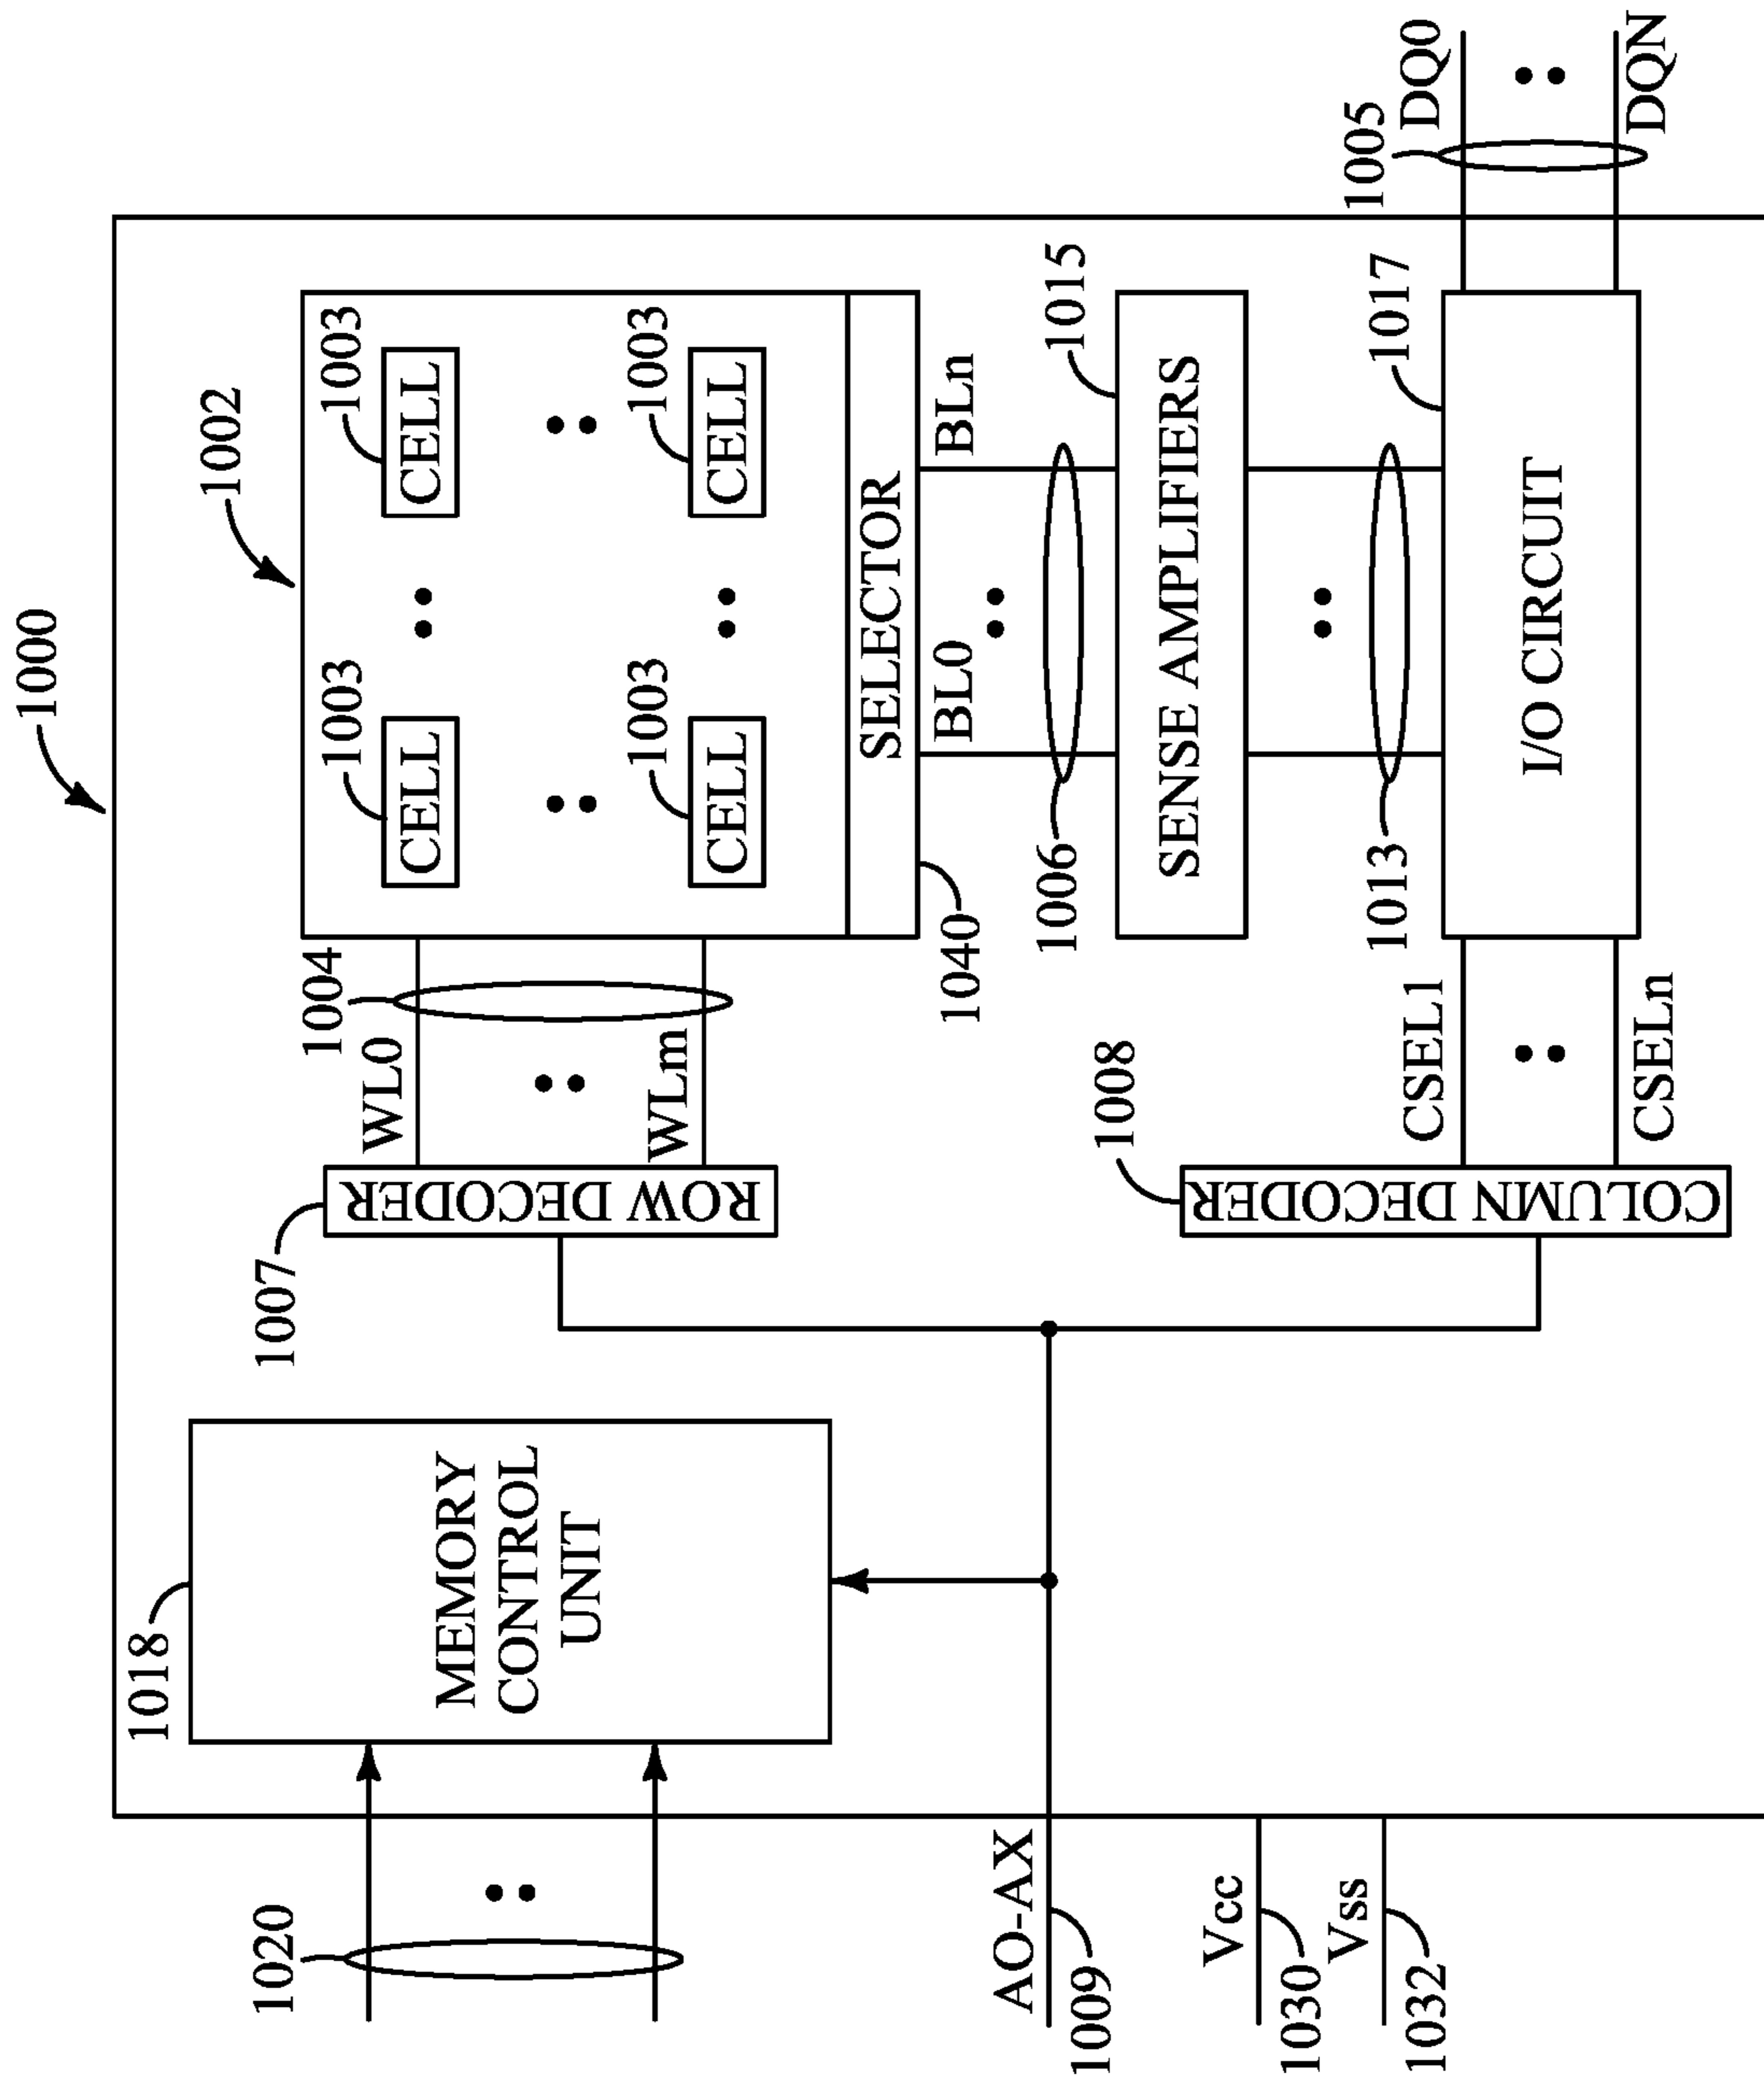 1000
1002
1003
1003
CELL
CELL
1003
1003
CELL
CELL
SELECTOR
1040
1004
WL0
WLm
1007
ROW DECODER
1018
MEMORY
CONTROL
UNIT
1020
BL0
BLn
1006
1015
SENSE AMPLIFIERS
1013
1017
I/O CIRCUIT
1005
DQ0
DQN
1008
COLUMN DECODER
CSEL1
CSELn
AO-AX
1009
Vcc
1030
Vss
1032